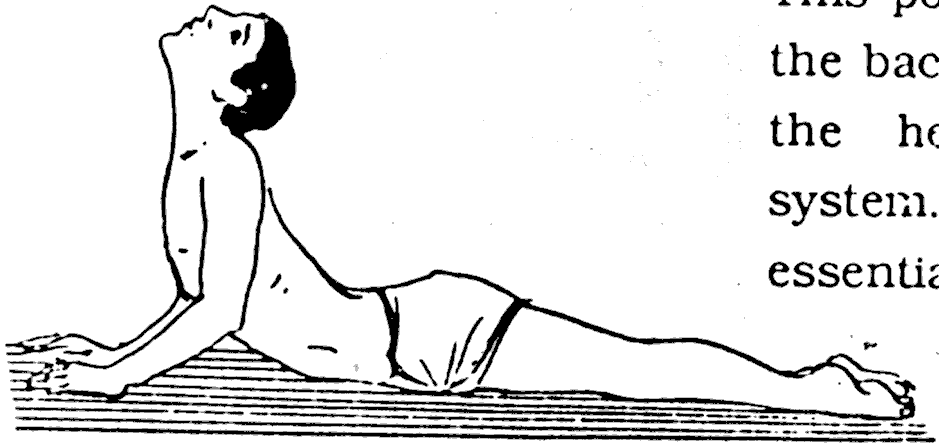 This po
the bac
the he
system.
essentia